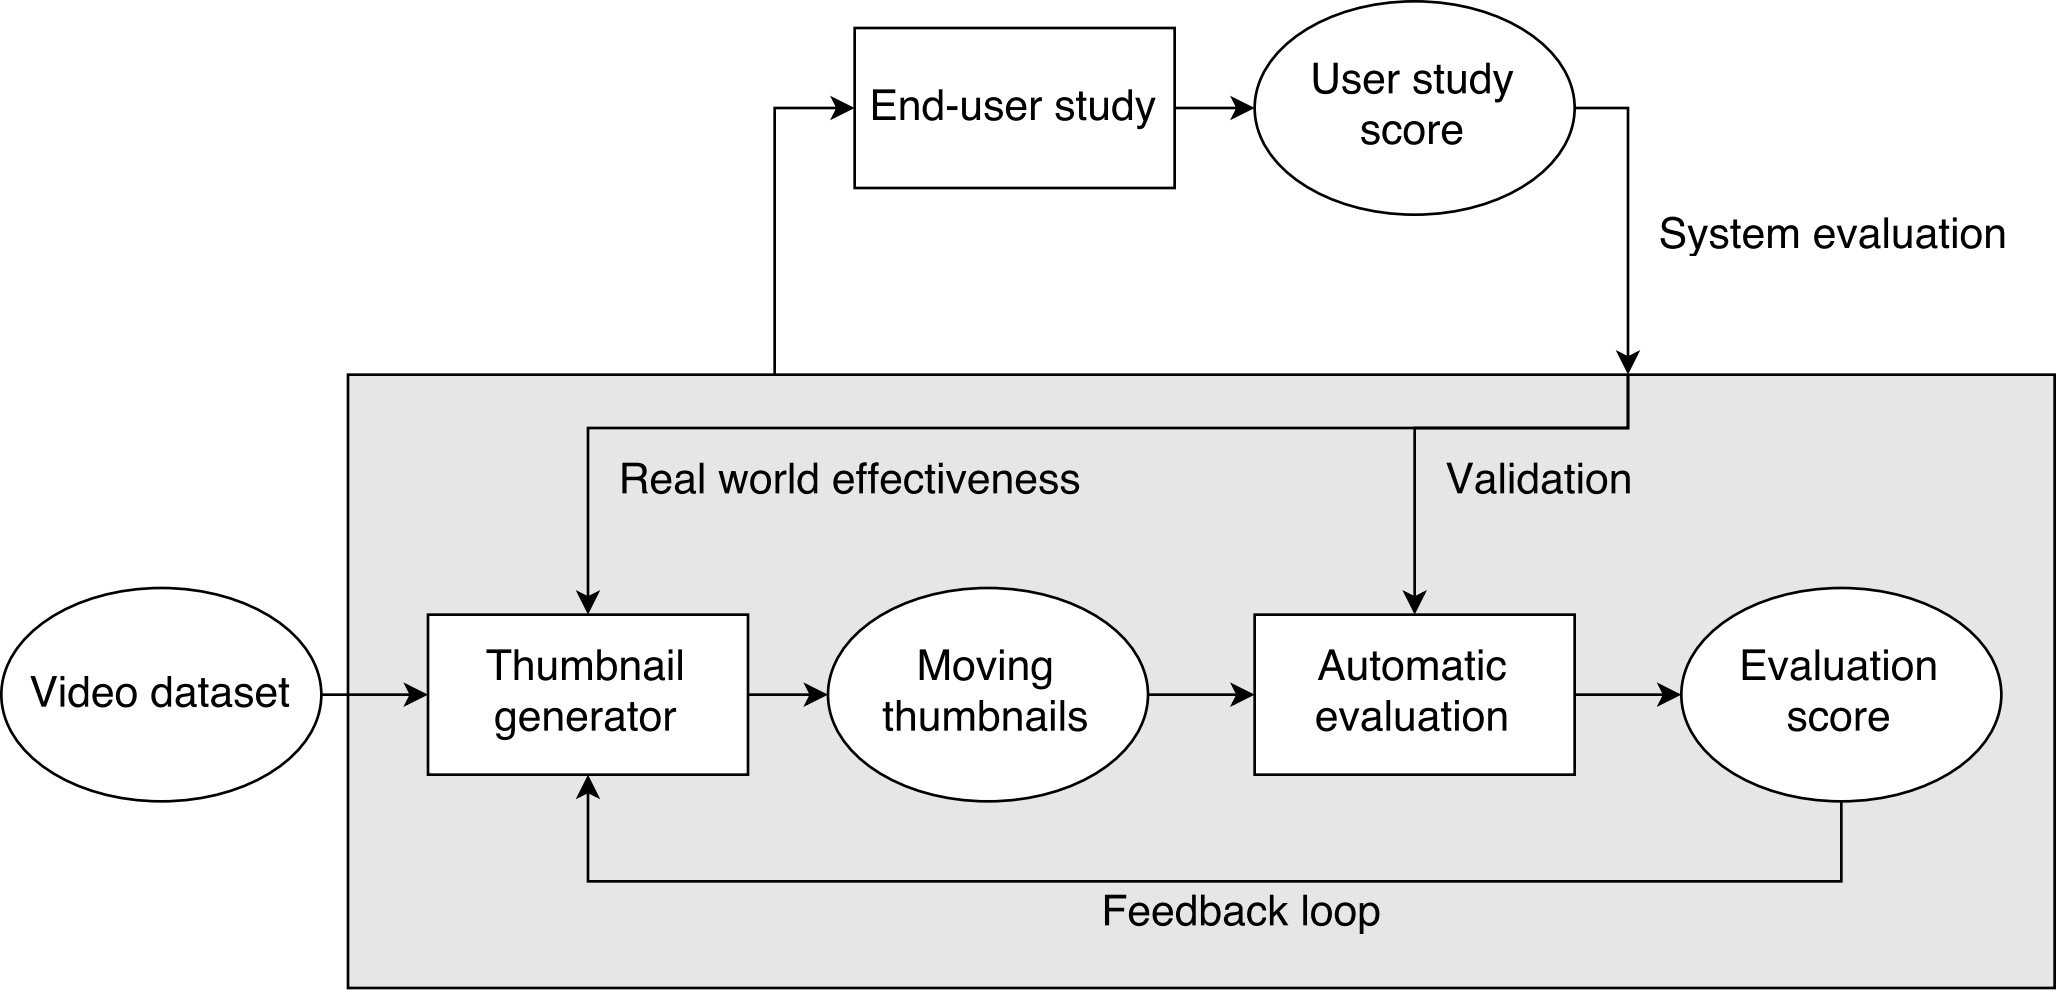 End-user study
User study
score
System evaluation
Real world effectiveness
Validation
Video dataset
Thumbnail
generator
Moving
thumbnails
Automatic
evaluation
Evaluation
score
Feedback loop